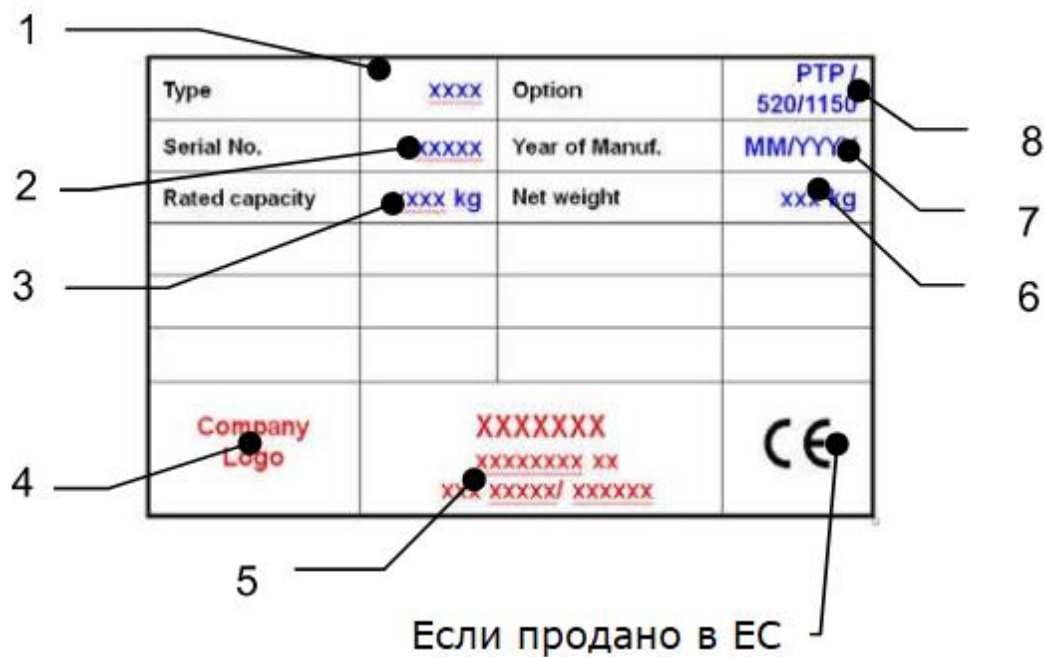 1
Type xxxx Option PTP /
520/1150
8
Serial No. xxxxx Year of Manuf. MM/YYYY
2
7
Rated capacity xxxx kg Net weight xxx kg
3
6
Company
Logo
4
XXXXXXX
xxxxxxxx xx
xxx xxxxx/ xxxxxx
5
CE
Если продано в ЕС